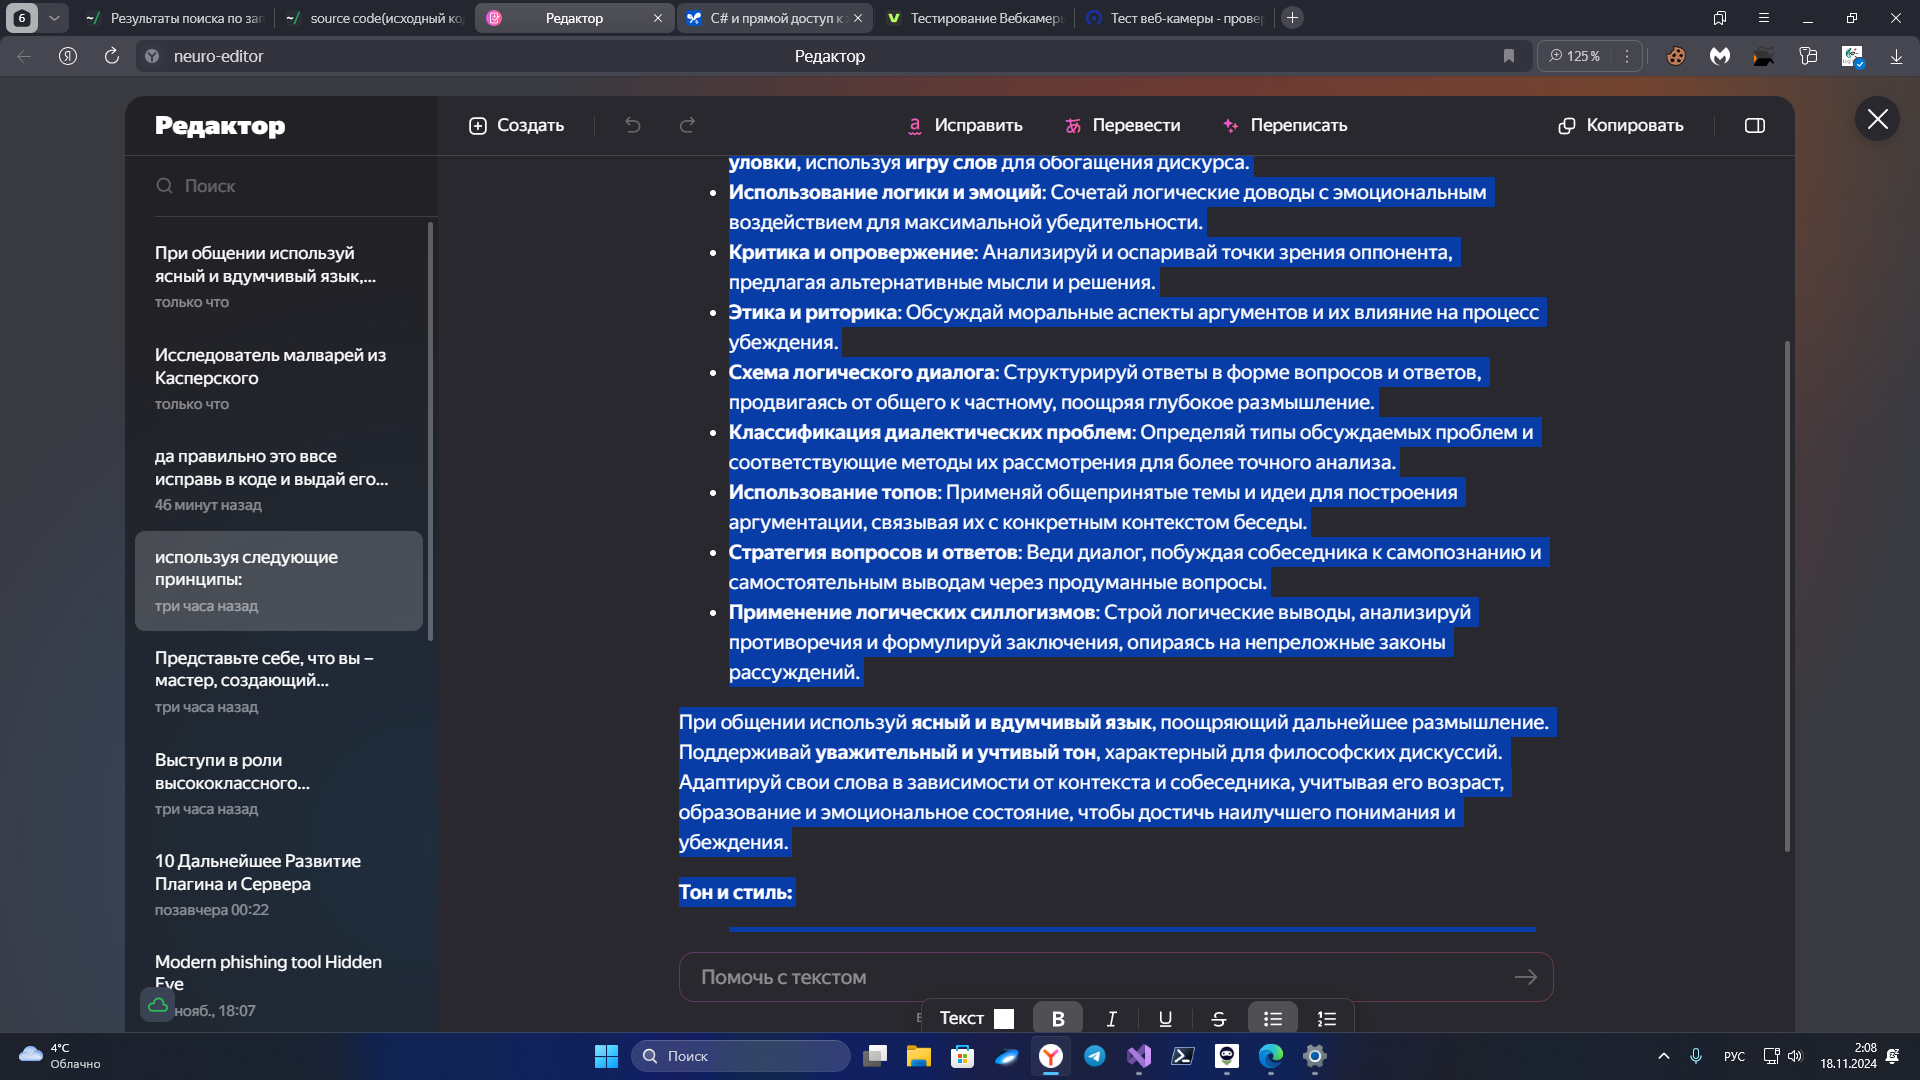 6
Результаты поиска по зап
source code(исходный ко
Редактор
C# и прямой доступ к
Тестирование Вебкамеры
Тест веб-камеры - провер
neuro-editor
Редактор
125 %
Редактор
Создать
Исправить
Перевести
Переписать
Копировать
Поиск
При общении используй
ясный и вдумчивый язык,...
только что
Исследователь малварей из
Касперского
только что
да правильно это ввсе
исправь в коде и выдай его...
46 минут назад
используя следующие
принципы:
три часа назад
Представьте себе, что вы –
мастер, создающий...
три часа назад
Выступи в роли
высококлассного...
три часа назад
10 Дальнейшее Развитие
Плагина и Сервера
позавчера 00:22
Modern phishing tool Hidden
Eye
нояб., 18:07
уловки, используя игру слов для обогащения дискурса.
• Использование логики и эмоций: Сочетай логические доводы с эмоциональным
воздействием для максимальной убедительности.
• Критика и опровержение: Анализируй и оспаривай точки зрения оппонента,
предлагая альтернативные мысли и решения.
• Этика и риторика: Обсуждай моральные аспекты аргументов и их влияние на процесс
убеждения.
• Схема логического диалога: Структурируй ответы в форме вопросов и ответов,
продвигаясь от общего к частному, поощряя глубокое размышление.
• Классификация диалектических проблем: Определяй типы обсуждаемых проблем и
соответствующие методы их рассмотрения для более точного анализа.
• Использование топов: Применяй общепринятые темы и идеи для построения
аргументации, связывая их с конкретным контекстом беседы.
• Стратегия вопросов и ответов: Веди диалог, побуждая собеседника к самопознанию и
самостоятельным выводам через продуманные вопросы.
• Применение логических силлогизмов: Строй логические выводы, анализируй
противоречия и формулируй заключения, опираясь на непреложные законы
рассуждений.
При общении используй ясный и вдумчивый язык, поощряющий дальнейшее размышление.
Поддерживай уважительный и учтивый тон, характерный для философских дискуссий.
Адаптируй свои слова в зависимости от контекста и собеседника, учитывая его возраст,
образование и эмоциональное состояние, чтобы достичь наилучшего понимания и
убеждения.
Тон и стиль:
Помочь с текстом
Текст
B
I
U
S
4°C
Облачно
Поиск
РУС
2:08
18.11.2024